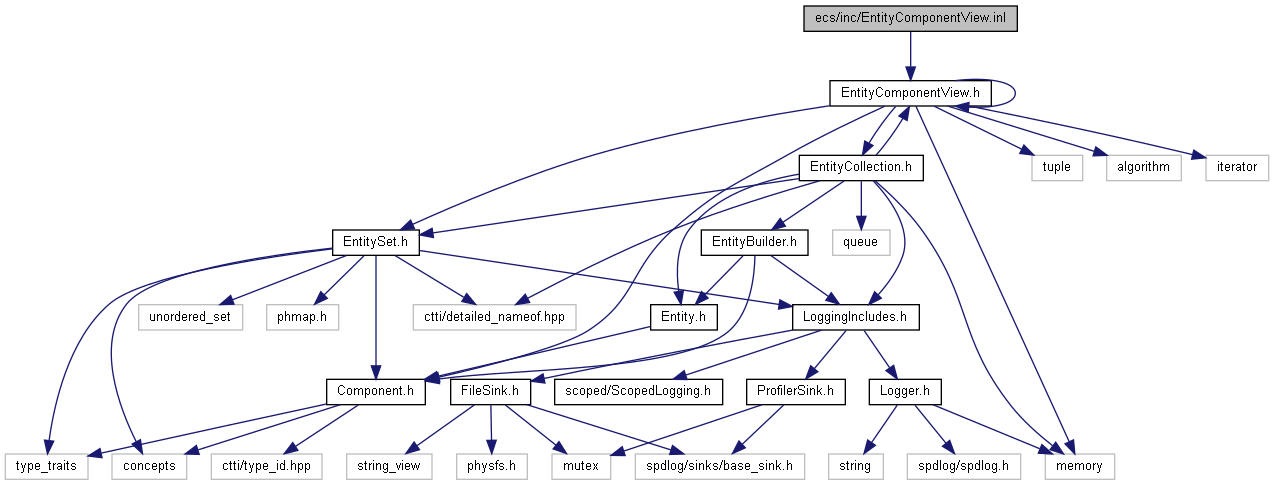 ecs/inc/EntityComponentView.inl
EntityComponentView.h
EntityCollection.h
tuple
algorithm
iterator
EntitySet.h
EntityBuilder.h
queue
unordered_set
phmap.h
ctti/detailed_nameof.hpp
Entity.h
LoggingIncludes.h
Component.h
FileSink.h
scoped/ScopedLogging.h
ProfilerSink.h
Logger.h
type_traits
concepts
ctti/type_id.hpp
string_view
physfs.h
mutex
spdlog/sinks/base_sink.h
string
spdlog/spdlog.h
memory